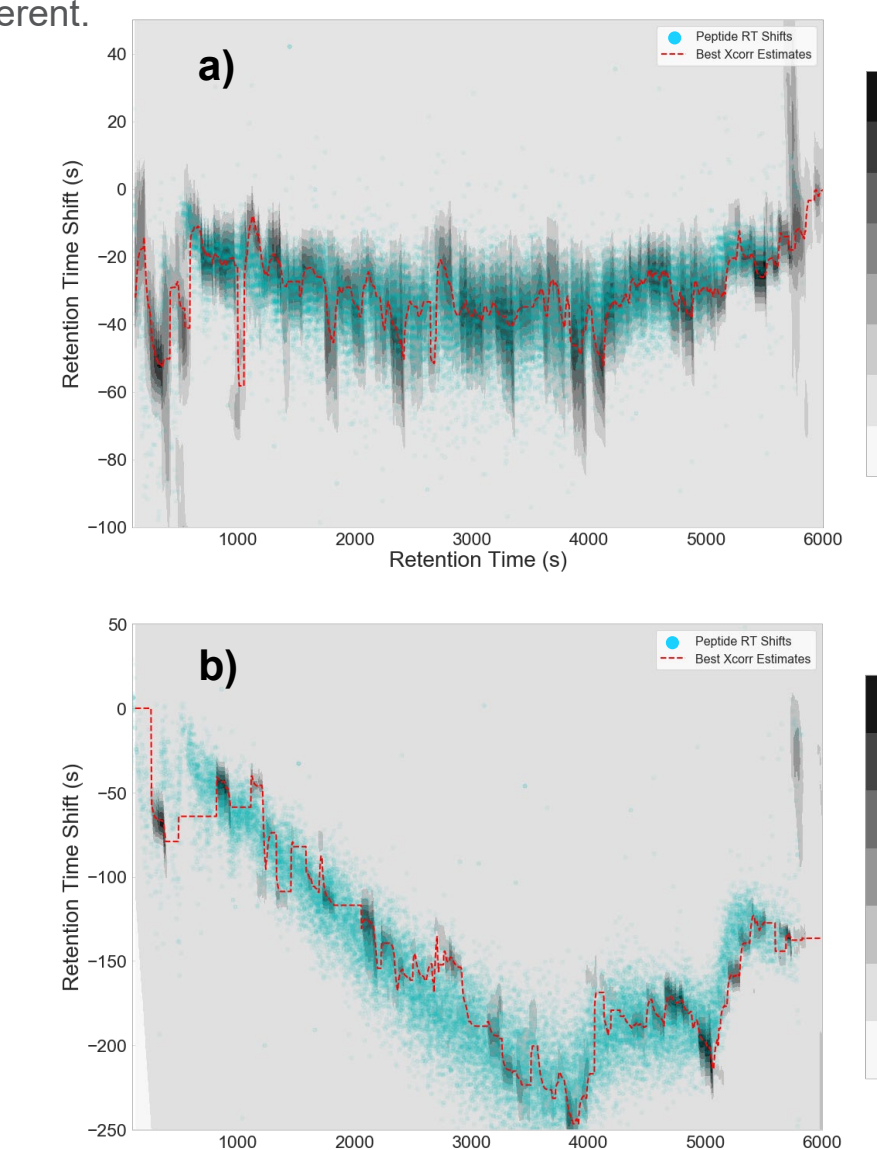 erent.
a)
Peptide RT Shifts
Best Xcorr Estimates
40
20
0
−20
−40
−60
−80
−100
Retention Time Shift (s)
1000 2000 3000 4000 5000 6000
Retention Time (s)
b)
Peptide RT Shifts
Best Xcorr Estimates
50
0
−50
−100
−150
−200
−250
Retention Time Shift (s)
1000 2000 3000 4000 5000 6000